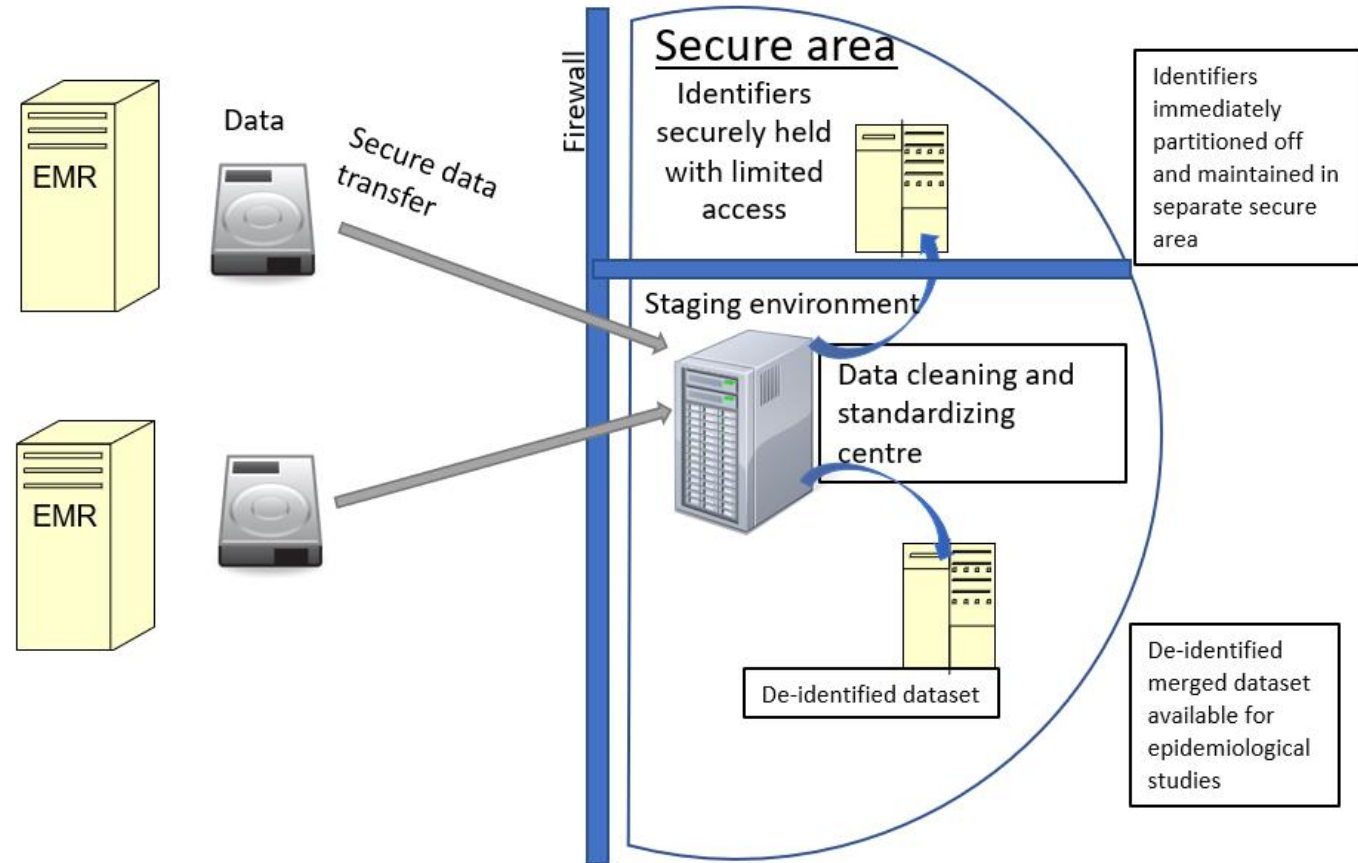 EMR
Data
Secure data
transfer
EMR
Firewall
Secure area
Identifiers
securely held
with limited
access
Staging environment
Data cleaning and
standardizing
centre
De-identified dataset
Identifiers
immediately
partitioned off
and maintained in
separate secure
area
De-identified
merged dataset
available for
epidemiological
studies